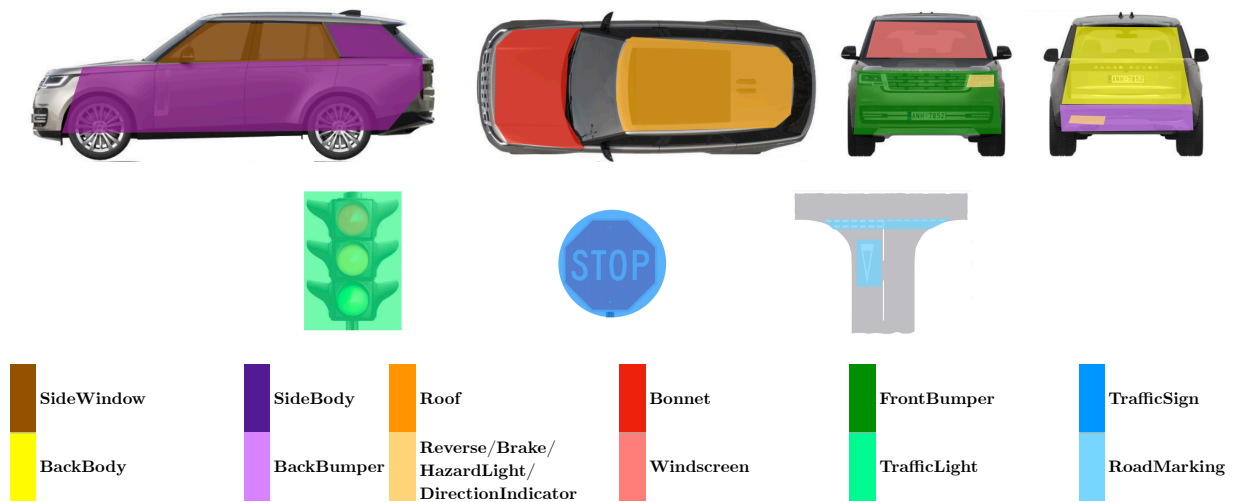 STOP
SideWindow
SideBody
Roof
Bonnet
FrontBumper
TrafficSign
BackBody
BackBumper
Reverse/Brake/
HazardLight/
DirectionIndicator
Windscreen
TrafficLight
RoadMarking